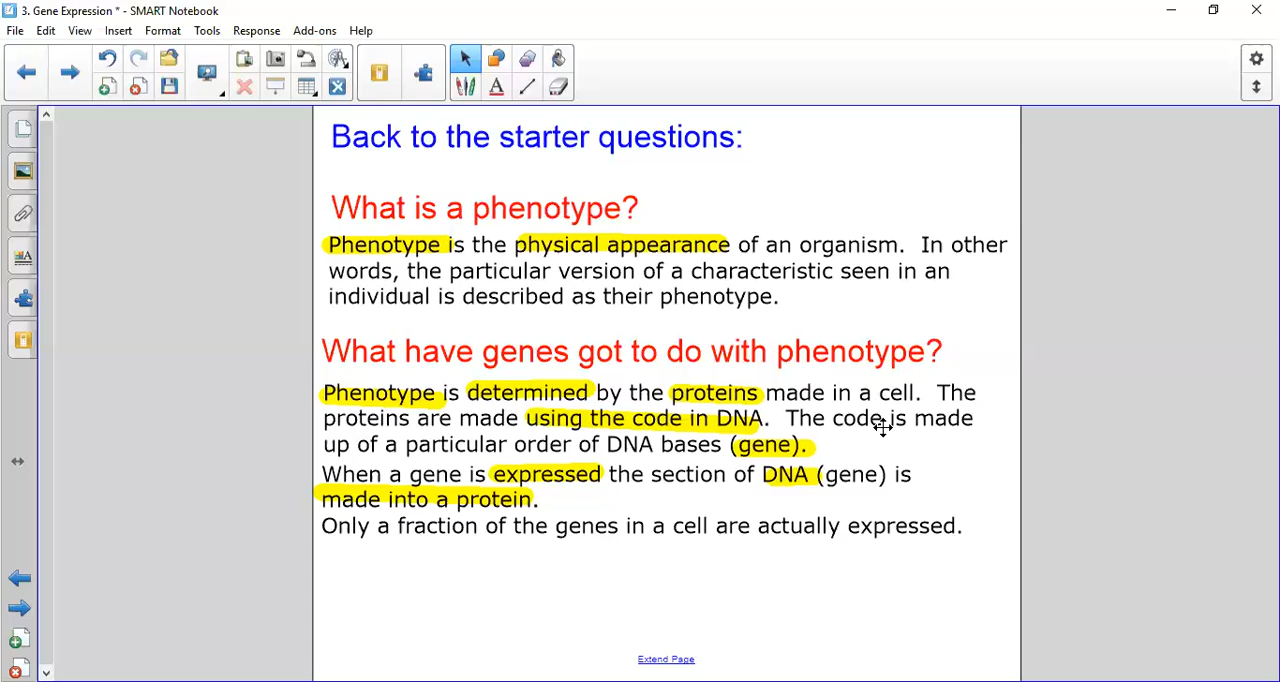 3. Gene Expression * - SMART Notebook
File Edit View Insert Format Tools Response Add-ons Help
Back to the starter questions:
What is a phenotype?
Phenotype is the physical appearance of an organism. In other
words, the particular version of a characteristic seen in an
individual is described as their phenotype.
What have genes got to do with phenotype?
Phenotype is determined by the proteins made in a cell. The
proteins are made using the code in DNA. The code is made
up of a particular order of DNA bases (gene).
When a gene is expressed the section of DNA (gene) is
made into a protein.
Only a fraction of the genes in a cell are actually expressed.
Extend Page